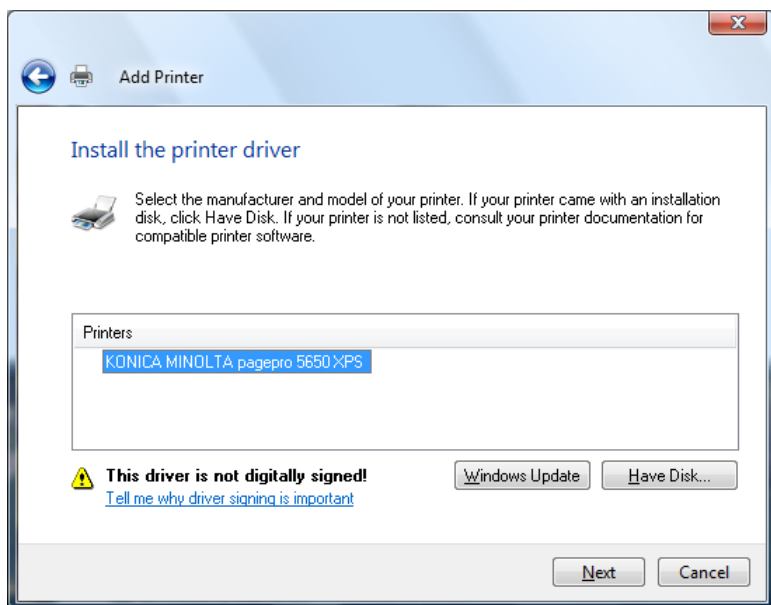 Add Printer
Install the printer driver
Select the manufacturer and model of your printer. If your printer came with an installation
disk, click Have Disk. If your printer is not listed, consult your printer documentation for
compatible printer software.
Printers
KONICA MINOLTA pagepro 5650 XPS
This driver is not digitally signed!
Windows Update
Have Disk...
Tell me why driver signing is important
Next
Cancel